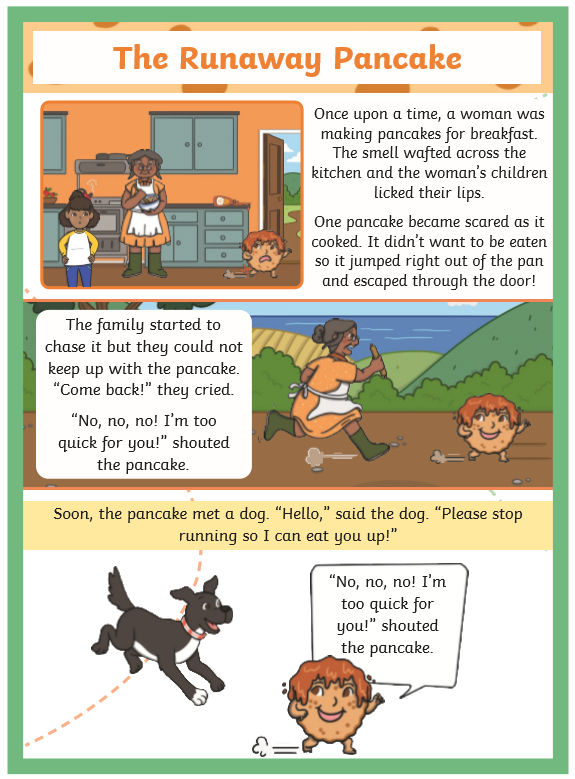 The Runaway Pancake
Once upon a time, a woman was
making pancakes for breakfast.
The smell wafted across the
kitchen and the woman's children
licked their lips.
One pancake became scared as it
cooked. It didn't want to be eaten
so it jumped right out of the pan
and escaped through the door!
The family started to
chase it but they could not
keep up with the pancake.
“Come back!” they cried.
“No, no, no! I'm too
quick for you!” shouted
the pancake.
Soon, the pancake met a dog. “Hello,” said the dog. “Please stop
running so I can eat you up!”
“No, no, no! I'm
too quick for
you!” shouted
the pancake.